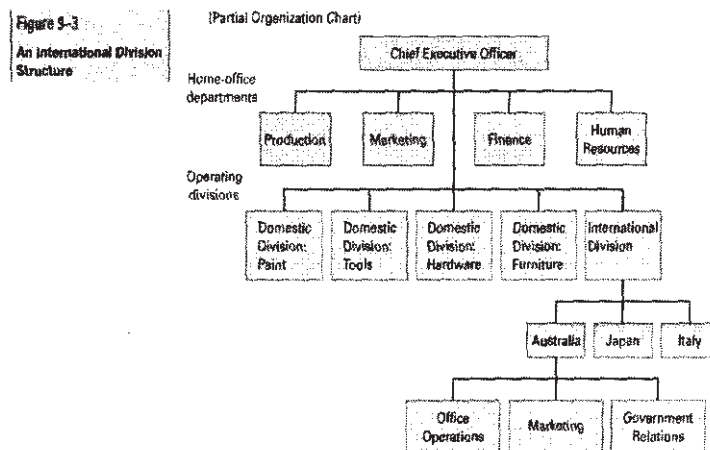 Figure 9-3
An International Division
Structure
(Partial Organization Chart)
Chief Executive Officer
Home-office
departments
Production
Marketing
Finance
Human
Resources
Operating
divisions
Domestic
Division:
Paint
Domestic
Division:
Tools
Domestic
Division:
Hardware
Domestic
Division:
Furniture
International
Division
Australia
Japan
Italy
Office
Operations
Marketing
Government
Relations